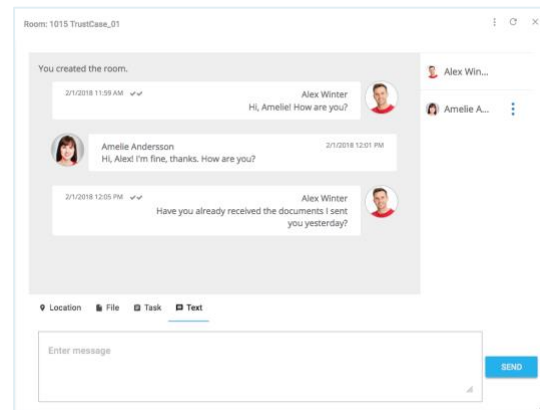 Room: 1015 TrustCase_01
You created the room.
2/1/2018 11:59 AM
Alex Winter
Hi, Amelie! How are you?
Amelie Andersson
2/1/2018 12:01 PM
Hi, Alex! I'm fine, thanks. How are you?
2/1/2018 12:05 PM
Alex Winter
Have you already received the documents I sent
you yesterday?
Alex Win...
Amelie A...
Location
File
Task
Text
Enter message
SEND